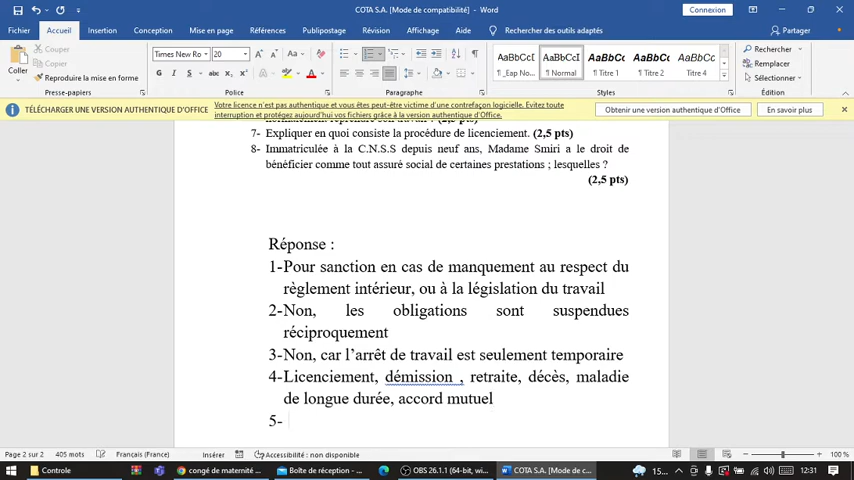 COTA S.A. [Mode de compatibilité] - Word
Connexion
Fichier Accueil Insertion Conception Mise en page Références Publipostage Révision Affichage Aide Recherchez des outils adaptés Partager
Coller
Couper
Copier
Reproduire la mise en forme
Times New Ro 20
AaBbCcI AaBbCcI AaBbCc AaBbCc AaBbCc
¶_Eap No... ¶ Normal ¶ Titre 1 ¶ Titre 2 Titre 4
Rechercher
Remplacer
Sélectionner
Presse-papiers Police Paragraphe Styles Édition
TÉLÉCHARGER UNE VERSION AUTHENTIQUE D'OFFICE
Votre licence n'est pas authentique et vous êtes peut-être victime d'une contrefaçon logicielle. Évitez toute
interruption et protégez aujourd'hui vos fichiers grâce à la version authentique d'Office.
Obtenir une version authentique d'Office
En savoir plus
7- Expliquer en quoi consiste la procédure de licenciement. (2,5 pts)
8- Immatriculée à la C.N.S.S depuis neuf ans, Madame Smiri a le droit de
bénéficier comme tout assuré social de certaines prestations ; lesquelles ?
(2,5 pts)
Réponse :
1-Pour sanction en cas de manquement au respect du
règlement intérieur, ou à la législation du travail
2-Non, les obligations sont suspendues
réciproquement
3-Non, car l'arrêt de travail est seulement temporaire
4-Licenciement, démission , retraite, décès, maladie
de longue durée, accord mutuel
5-
Page 2 sur 2 405 mots Français (France) Insérer Accessibilité : non disponible 100 %
Controle congé de maternité ... Boîte de réception -... OBS 26.1.1 (64-bit, wi... COTA S.A. [Mode de c... 15... 12:31